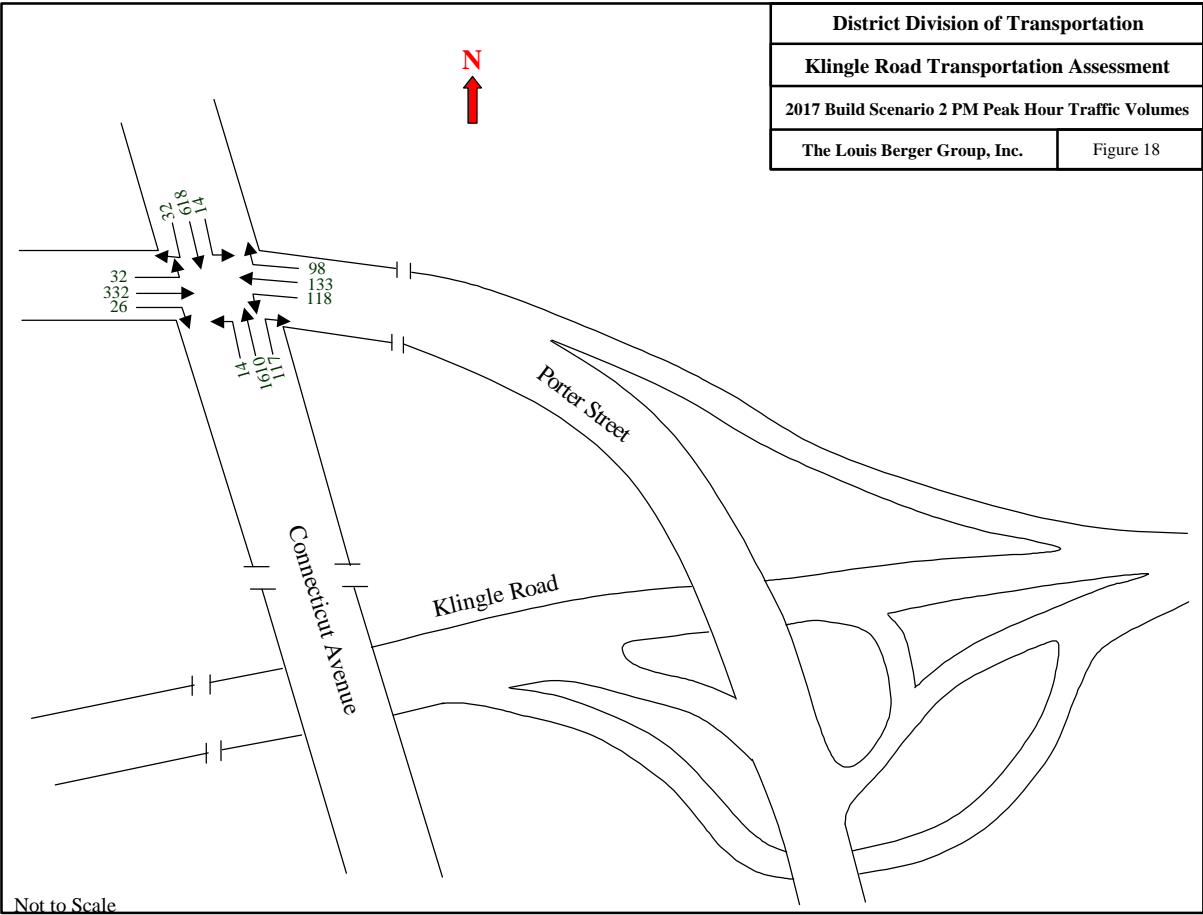 District Division of Transportation
Klingle Road Transportation Assessment
2017 Build Scenario 2 PM Peak Hour Traffic Volumes
The Louis Berger Group, Inc.
Figure 18
N
32
618
14
32
332
26
98
133
118
14
1610
117
Porter Street
Connecticut Avenue
Klingle Road
Not to Scale